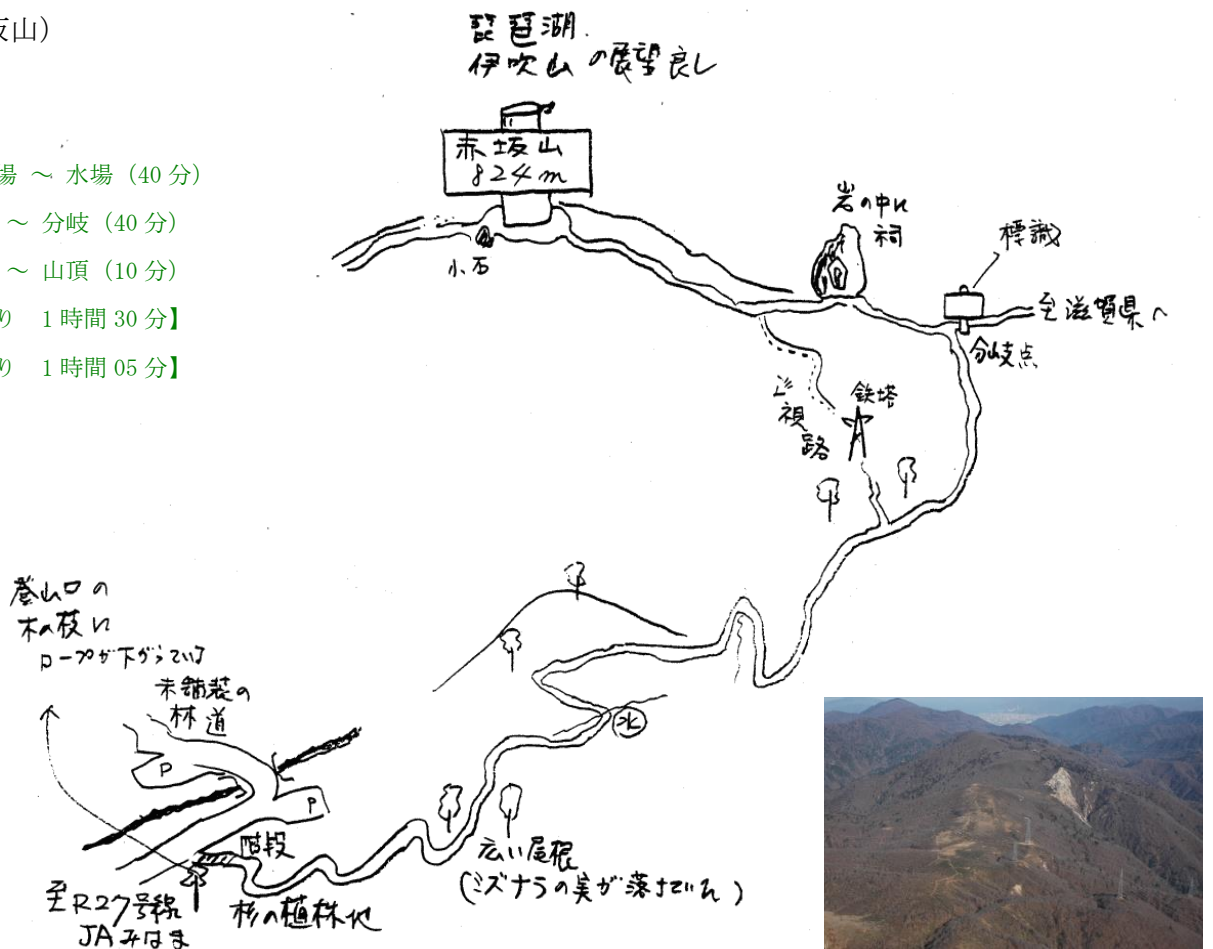 坂山）
琵琶湖.
伊吹山の展望良し
赤坂山
824m
場 ～ 水場（40 分）
～ 分岐（40 分）
～ 山頂（10 分）
り 1 時間 30 分】
り 1 時間 05 分】
小石
岩の中に
祠
標識
至滋賀県へ
分岐点
視
路
鉄塔
登山口の
木の枝に
ロープが下がっている
未舗装の
林道
P
P
水
階段
広い尾根
(ミズナラの実が落ちていた)
至R27号線
JAみはま
杉の植林地